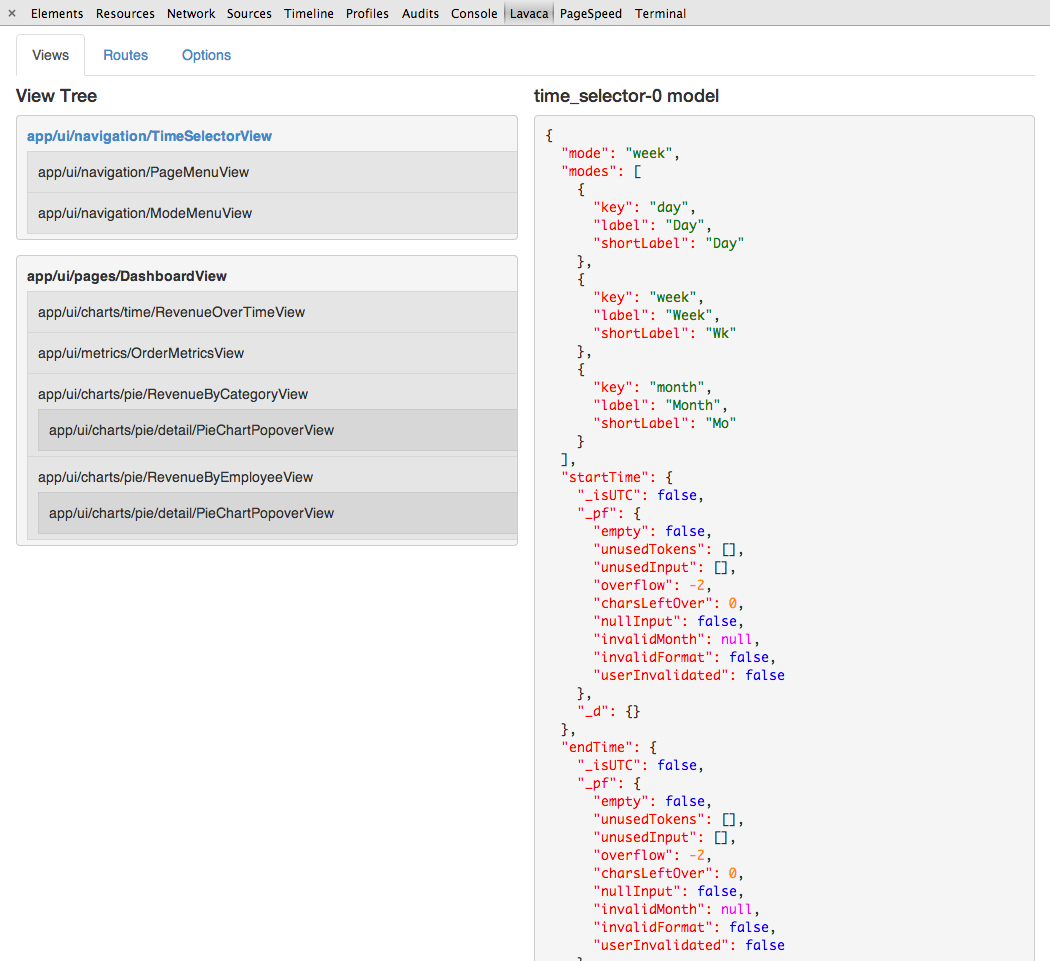 × Elements Resources Network Sources Timeline Profiles Audits Console Lavaca PageSpeed Terminal
Views Routes Options
View Tree
app/ui/navigation/TimeSelectorView
app/ui/navigation/PageMenuView
app/ui/navigation/ModeMenuView
app/ui/pages/DashboardView
app/ui/charts/time/RevenueOverTimeView
app/ui/metrics/OrderMetricsView
app/ui/charts/pie/RevenueByCategoryView
app/ui/charts/pie/detail/PieChartPopoverView
app/ui/charts/pie/RevenueByEmployeeView
app/ui/charts/pie/detail/PieChartPopoverView
time_selector-0 model
{
"mode": "week",
"modes": [
{
"key": "day",
"label": "Day",
"shortLabel": "Day"
},
{
"key": "week",
"label": "Week",
"shortLabel": "Wk"
},
{
"key": "month",
"label": "Month",
"shortLabel": "Mo"
}
],
"startTime": {
"_isUTC": false,
"_pf": {
"empty": false,
"unusedTokens": [],
"unusedInput": [],
"overflow": -2,
"charsLeftOver": 0,
"nullInput": false,
"invalidMonth": null,
"invalidFormat": false,
"userInvalidated": false
},
"_d": {}
},
"endTime": {
"_isUTC": false,
"_pf": {
"empty": false,
"unusedTokens": [],
"unusedInput": [],
"overflow": -2,
"charsLeftOver": 0,
"nullInput": false,
"invalidMonth": null,
"invalidFormat": false,
"userInvalidated": false